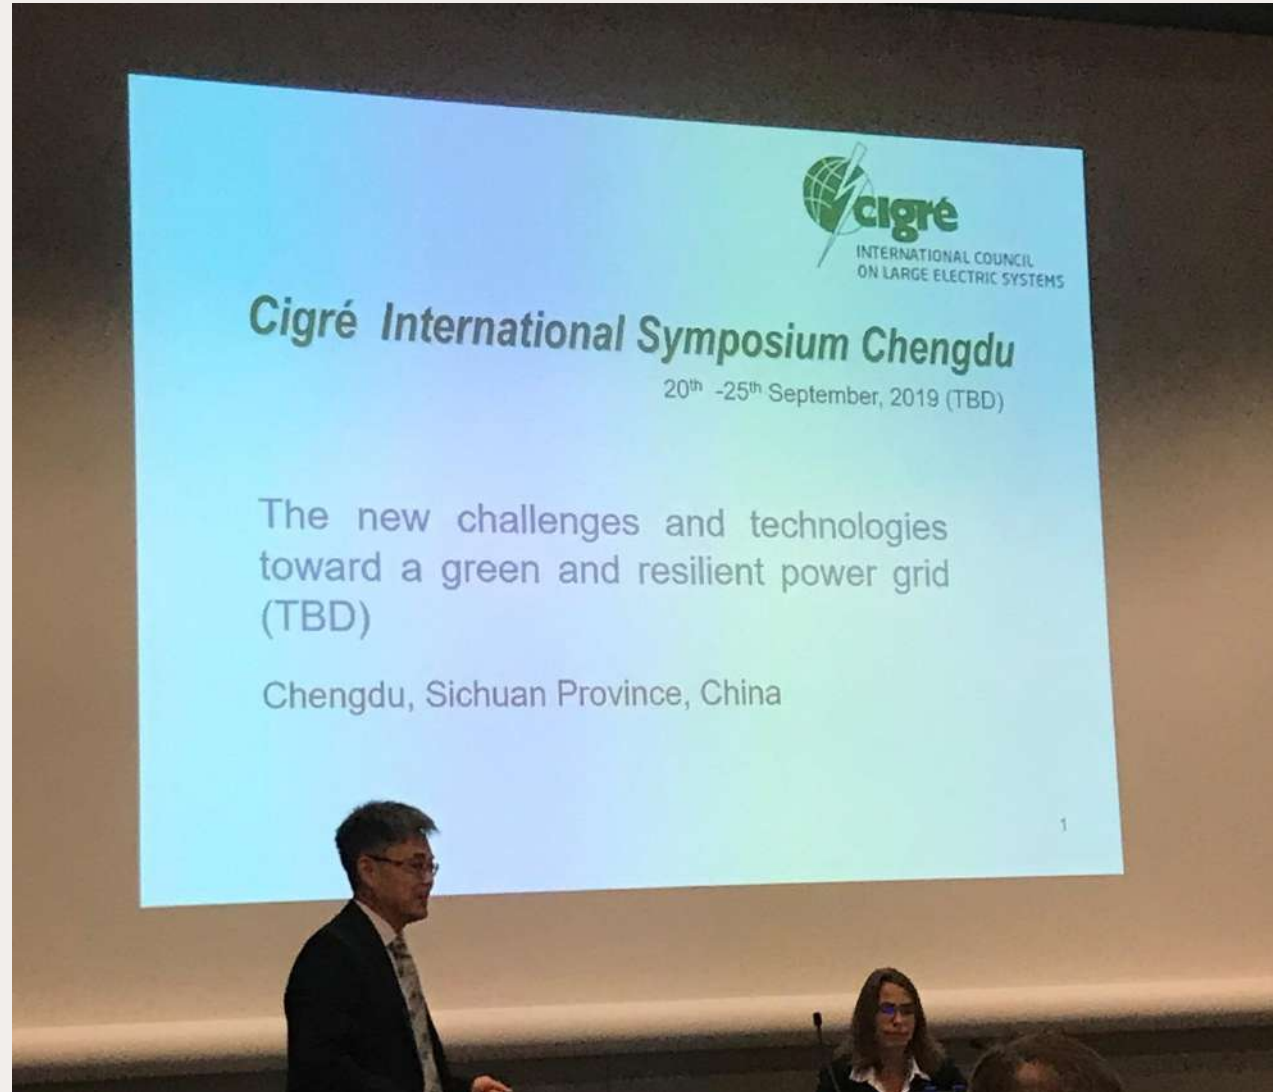 cigré
INTERNATIONAL COUNCIL
ON LARGE ELECTRIC SYSTEMS
Cigré International Symposium Chengdu
20th -25th September, 2019 (TBD)
The new challenges and technologies
toward a green and resilient power grid
(TBD)
Chengdu, Sichuan Province, China
1